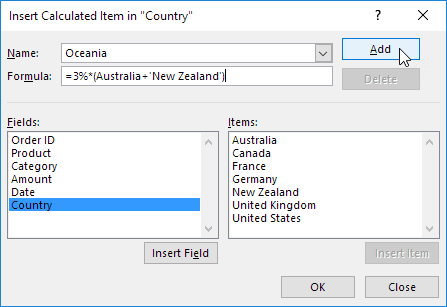 Insert Calculated Item in "Country"
Name: Oceania Add
Formula: =3%*(Australia+'New Zealand') Delete
Fields: Items:
Order ID Australia
Product Canada
Category France
Amount Germany
Date New Zealand
Country United Kingdom
United States
Insert Field Insert Item
OK Close